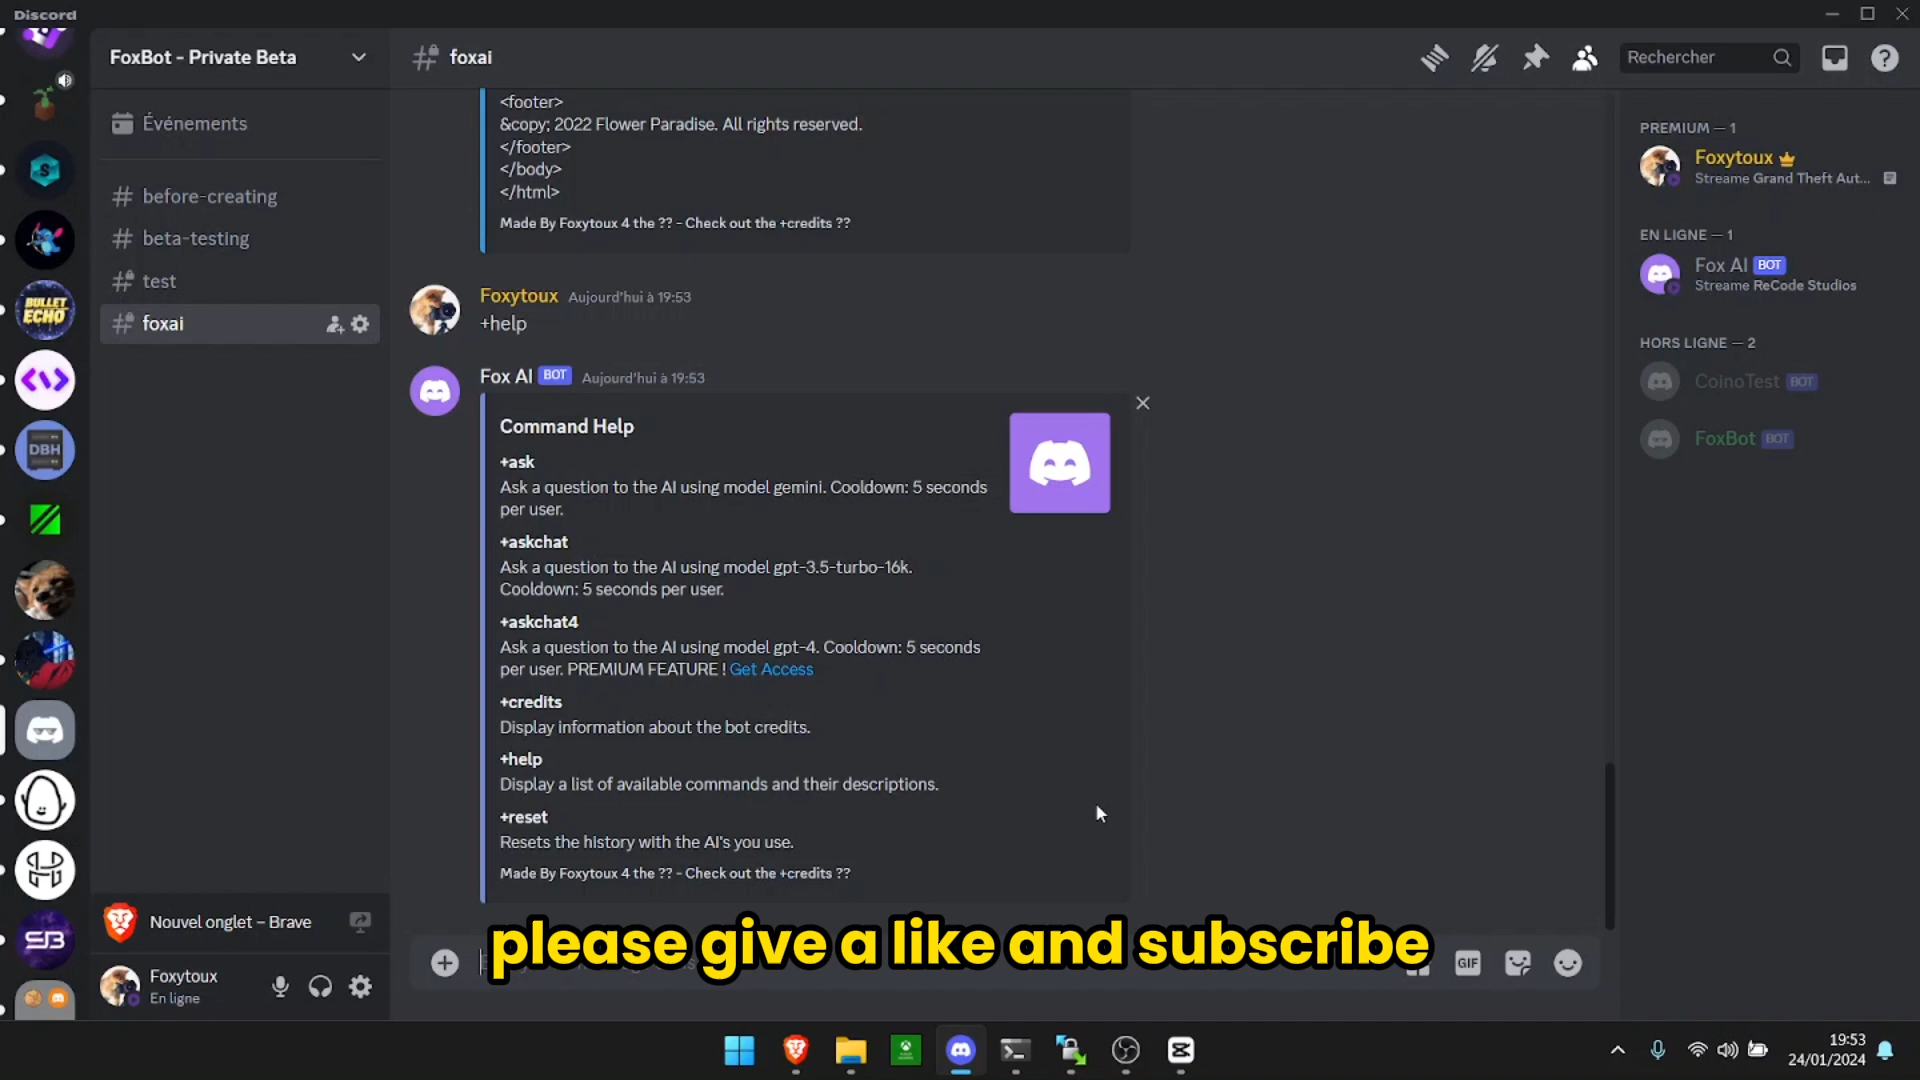 Discord
FoxBot - Private Beta
foxai
Rechercher
Événements
before-creating
beta-testing
test
foxai
BULLET
ECHO
DBH
<footer>
&copy; 2022 Flower Paradise. All rights reserved.
</footer>
</body>
</html>
Made By Foxytoux 4 the ?? - Check out the +credits ??
Foxytoux Aujourd'hui à 19:53
+help
Fox AI BOT Aujourd'hui à 19:53
Command Help
+ask
Ask a question to the AI using model gemini. Cooldown: 5 seconds
per user.
+askchat
Ask a question to the AI using model gpt-3.5-turbo-16k.
Cooldown: 5 seconds per user.
+askchat4
Ask a question to the AI using model gpt-4. Cooldown: 5 seconds
per user. PREMIUM FEATURE ! Get Access
+credits
Display information about the bot credits.
+help
Display a list of available commands and their descriptions.
+reset
Resets the history with the AI's you use.
Made By Foxytoux 4 the ?? - Check out the +credits ??
please give a like and subscribe
GIF
PREMIUM — 1
Foxytoux
Streame Grand Theft Aut...
EN LIGNE — 1
Fox AI BOT
Streame ReCode Studios
HORS LIGNE — 2
CoinoTest BOT
FoxBot BOT
Nouvel onglet – Brave
Foxytoux
En ligne
19:53
24/01/2024